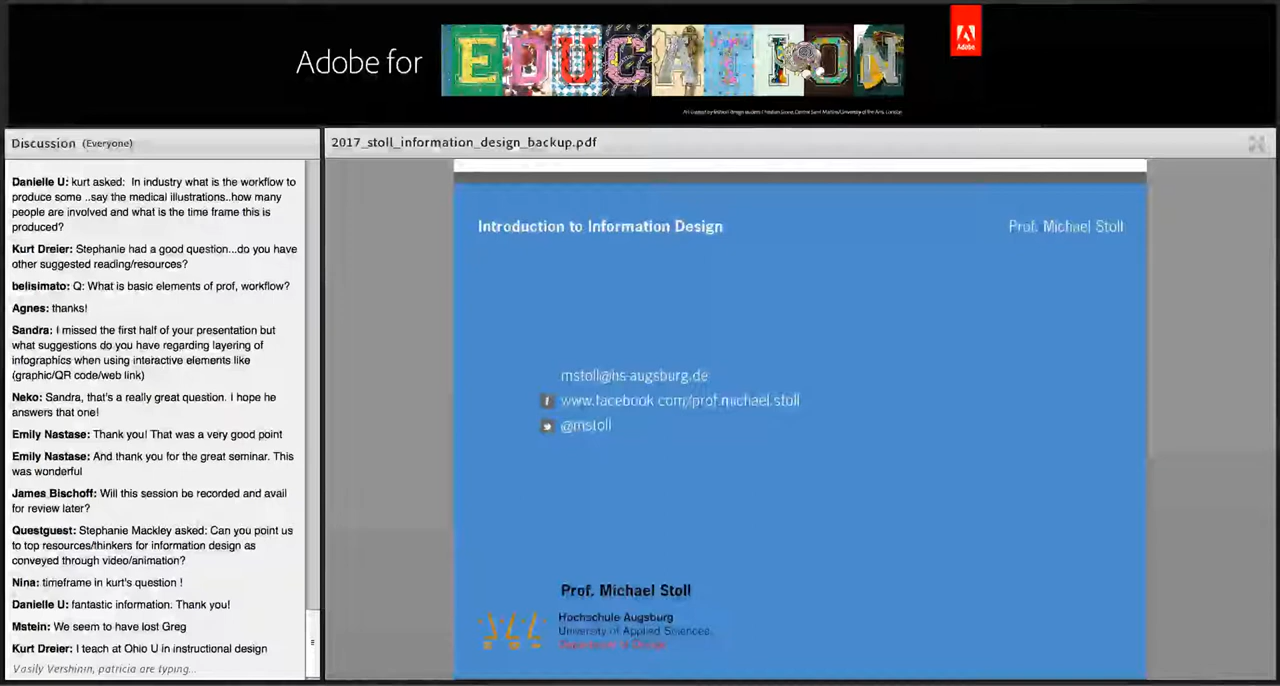 Adobe for EDUCATION
Adobe
Discussion (Everyone)
Danielle U: kurt asked: In industry what is the workflow to
produce some ..say the medical illustrations..how many
people are involved and what is the time frame this is
produced?
Kurt Dreier: Stephanie had a good question...do you have
other suggested reading/resources?
belisimato: Q: What is basic elements of prof, workflow?
Agnes: thanks!
Sandra: I missed the first half of your presentation but
what suggestions do you have regarding layering of
infographics when using interactive elements like
(graphic/QR code/web link)
Neko: Sandra, that's a really great question. I hope he
answers that one!
Emily Nastase: Thank you! That was a very good point
Emily Nastase: And thank you for the great seminar. This
was wonderful
James Bischoff: Will this session be recorded and avail
for review later?
Questguest: Stephanie Mackley asked: Can you point us
to top resources/thinkers for information design as
conveyed through video/animation?
Nina: timeframe in kurt's question !
Danielle U: fantastic information. Thank you!
Mstein: We seem to have lost Greg
Kurt Dreier: I teach at Ohio U in instructional design
Vasily Vershinin, patricia are typing...
2017_stoll_information_design_backup.pdf
Introduction to Information Design
Prof. Michael Stoll
mstoll@hs-augsburg.de
f www.facebook.com/prof.michael.stoll
@mstoll
Prof. Michael Stoll
Hochschule Augsburg
University of Applied Sciences